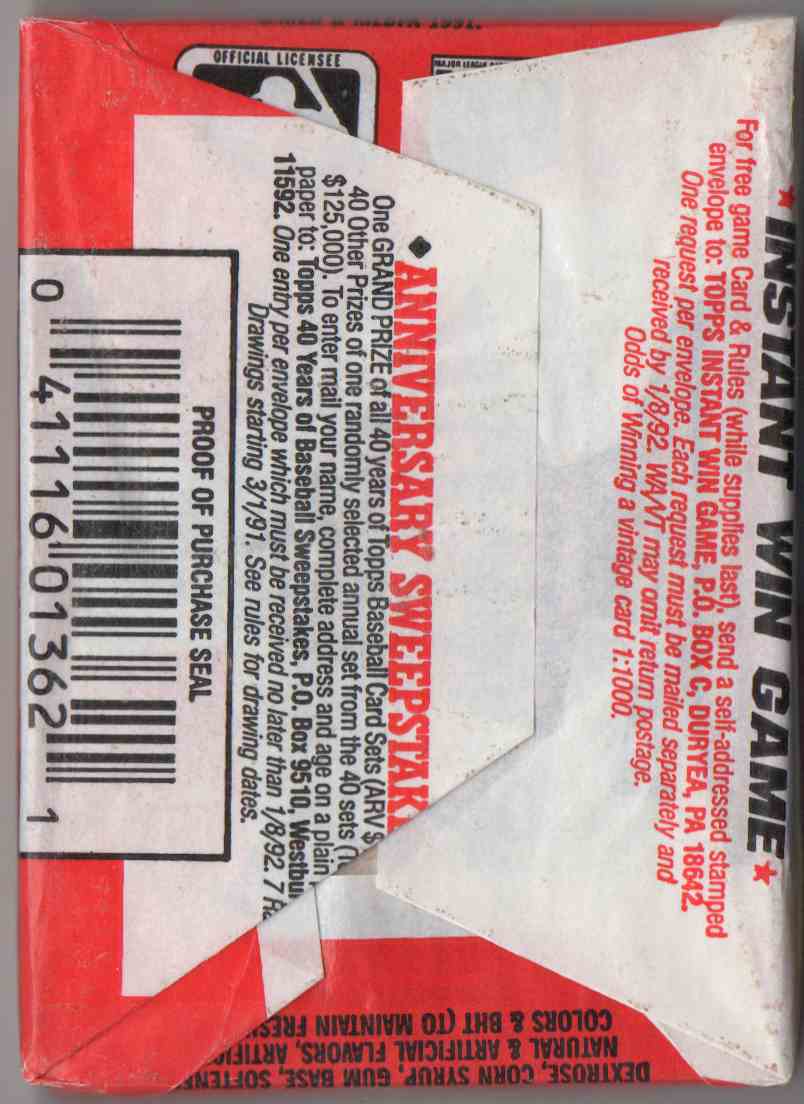 OFFICIAL LICENSEE
★ INSTANT WIN GAME ★
For free game Card & Rules (while supplies last), send a self-addressed stamped
envelope to: TOPPS INSTANT WIN GAME, P.O. BOX C, DURYEA, PA 18642.
One request per envelope. Each request must be mailed separately and
received by 1/8/92. WA/VT may omit return postage.
Odds of Winning a vintage card 1:1000.
◆ ANNIVERSARY SWEEPSTAK
One GRAND PRIZE of all 40 years of Topps Baseball Card Sets (ARV $
40 Other Prizes of one randomly selected annual set from the 40 sets (
$125,000). To enter mail your name, complete address and age on a plain
paper to: Topps 40 Years of Baseball Sweepstakes, P.O. Box 9510, Westbu
11592. One entry per envelope which must be received no later than 1/8/92. 7
Drawings starting 3/1/91. See rules for drawing dates.
PROOF OF PURCHASE SEAL
0 41116 01362 1
DEXTROSE, CORN SYRUP, GUM BASE, SOFTENE
NATURAL & ARTIFICIAL FLAVORS, ARTIFIC
COLORS & BHT (TO MAINTAIN FRES